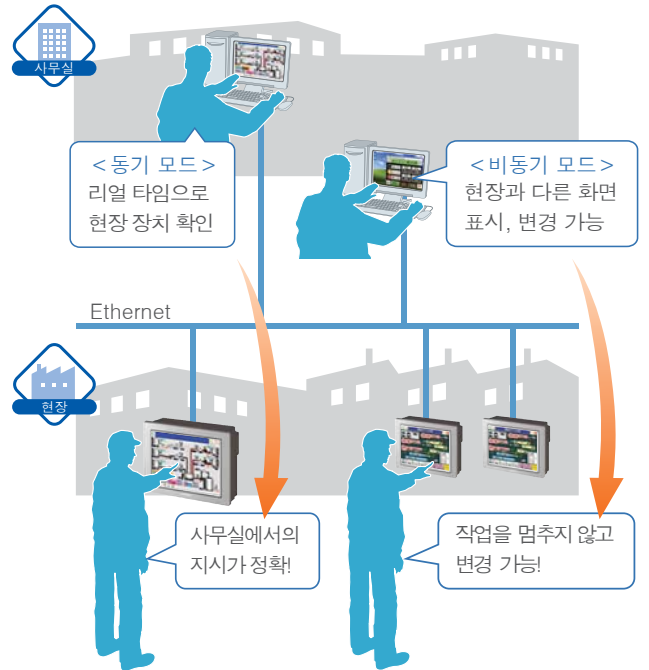 사무실
<동기 모드>
리얼 타임으로
현장 장치 확인
<비동기 모드>
현장과 다른 화면
표시, 변경 가능
Ethernet
현장
사무실에서의
지시가 정확!
작업을 멈추지 않고
변경 가능!